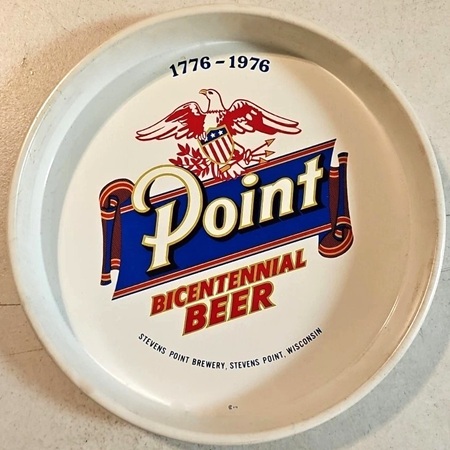 1776 - 1976
Point
BICENTENNIAL
BEER
STEVENS POINT BREWERY, STEVENS POINT, WISCONSIN